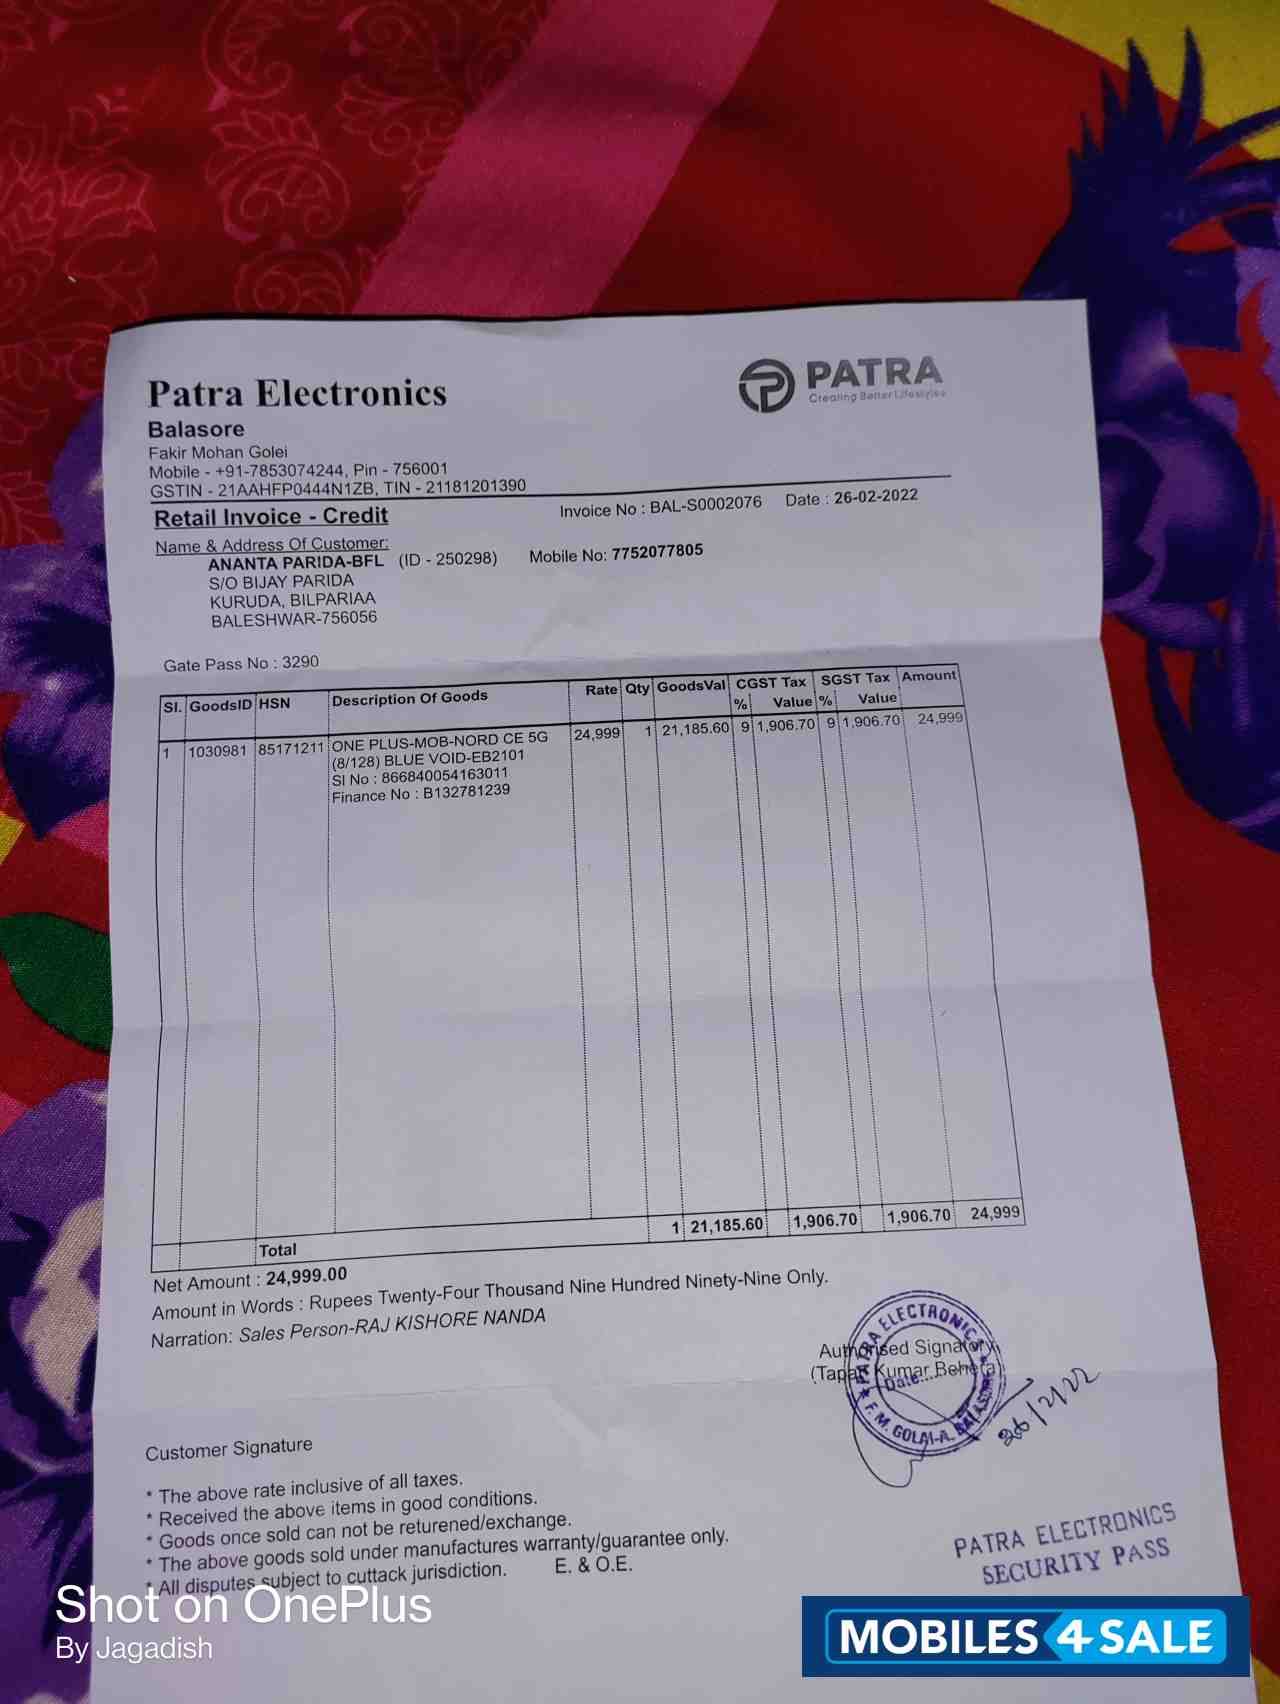 Patra Electronics
PATRA
Creating Better Lifestyles
Balasore
Fakir Mohan Golei
Mobile - +91-7853074244, Pin - 756001
GSTIN - 21AAHFP0444N1ZB, TIN - 21181201390
Retail Invoice - Credit
Invoice No : BAL-S0002076 Date : 26-02-2022
Name & Address Of Customer:
ANANTA PARIDA-BFL (ID - 250298) Mobile No: 7752077805
S/O BIJAY PARIDA
KURUDA, BILPARIAA
BALESHWAR-756056
Gate Pass No : 3290
Sl. GoodsID HSN Description Of Goods Rate Qty GoodsVal CGST Tax SGST Tax Amount
% Value % Value
1 1030981 85171211 ONE PLUS-MOB-NORD CE 5G 24,999 1 21,185.60 9 1,906.70 9 1,906.70 24,999
(8/128) BLUE VOID-EB2101
Sl No : 866840054163011
Finance No : B132781239
Total 1 21,185.60 1,906.70 1,906.70 24,999
Net Amount : 24,999.00
Amount in Words : Rupees Twenty-Four Thousand Nine Hundred Ninety-Nine Only.
Narration: Sales Person-RAJ KISHORE NANDA
Authorised Signatory
(Tapan Kumar Behera)
PATRA ELECTRONICS
Date......
F. M. GOLAI-A, BALASORE
26/2/22
Customer Signature
* The above rate inclusive of all taxes.
* Received the above items in good conditions.
* Goods once sold can not be returened/exchange.
* The above goods sold under manufactures warranty/guarantee only.
* All disputes subject to cuttack jurisdiction. E. & O.E.
PATRA ELECTRONICS
SECURITY PASS
Shot on OnePlus
By Jagadish
MOBILES 4 SALE